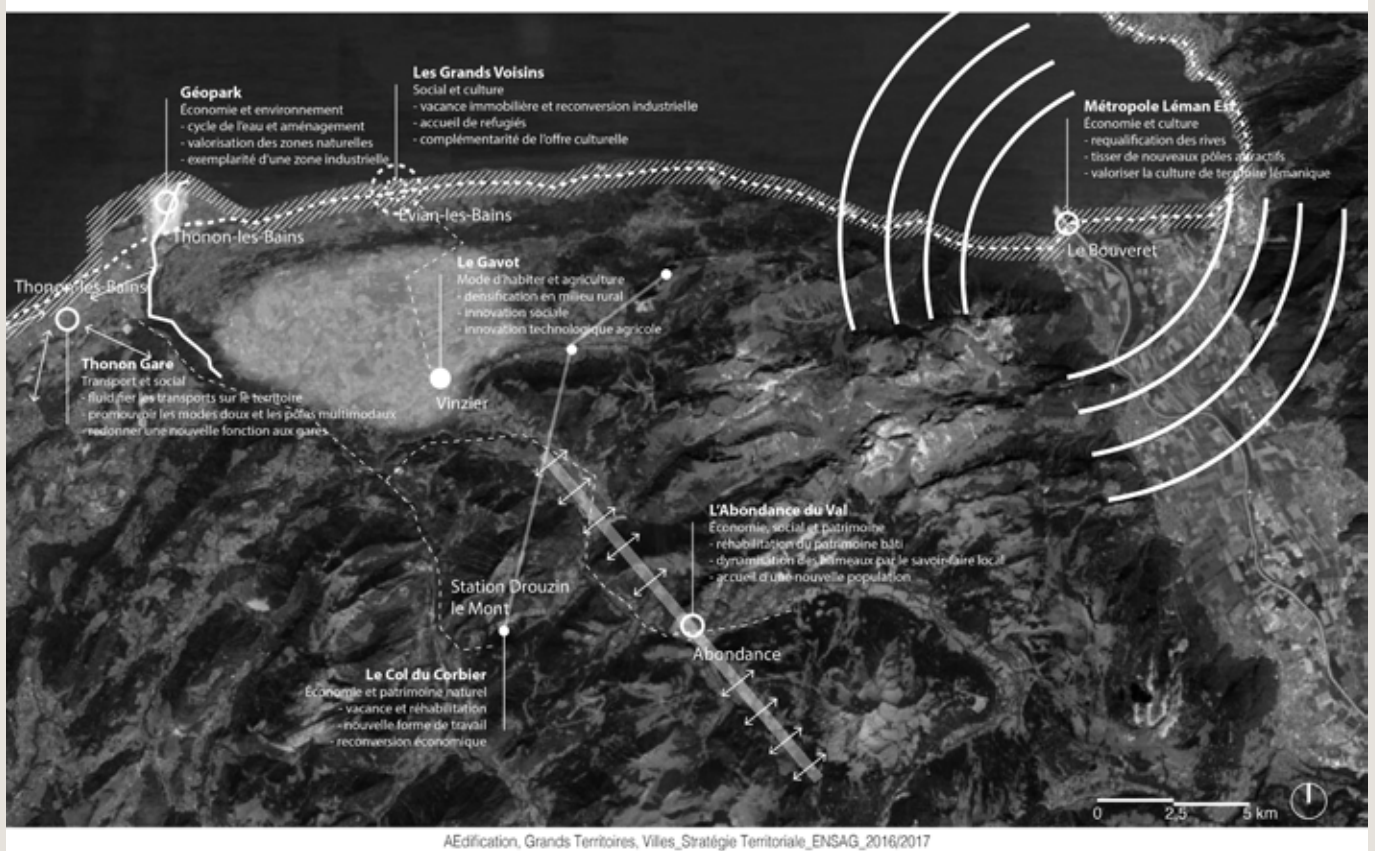 Géopark
Économie et environnement
- cycle de l'eau et aménagement
- valorisation des zones naturelles
- exemplarité d'une zone industrielle
Les Grands Voisins
Social et culture
- vacance immobilière et reconversion industrielle
- accueil de refugiés
- complémentarité de l'offre culturelle
Métropole Léman Est
Économie et culture
- requalification des rives
- tisser de nouveaux pôles attractifs
- valoriser la culture de territoire lémanique
Evian-les-Bains
Thonon-les-Bains
Le Bouveret
Thonon-les-Bains
Le Gavot
Mode d'habiter et agriculture
- densification en milieu rural
- innovation sociale
- innovation technologique agricole
Thonon Gare
Transport et social
- fluidifier les transports sur le territoire
- promouvoir les modes doux et les pôles multimodaux
- redonner une nouvelle fonction aux gares
Vinzier
L'Abondance du Val
Économie, social et patrimoine
- réhabilitation du patrimoine bâti
- dynamisation des hameaux par le savoir-faire local
- accueil d'une nouvelle population
Station Drouzin
le Mont
Abondance
Le Col du Corbier
Économie et patrimoine naturel
- vacance et réhabilitation
- nouvelle forme de travail
- reconversion économique
0 2,5 5 km
AEdification, Grands Territoires, Villes_Stratégie Territoriale_ENSAG_2016/2017